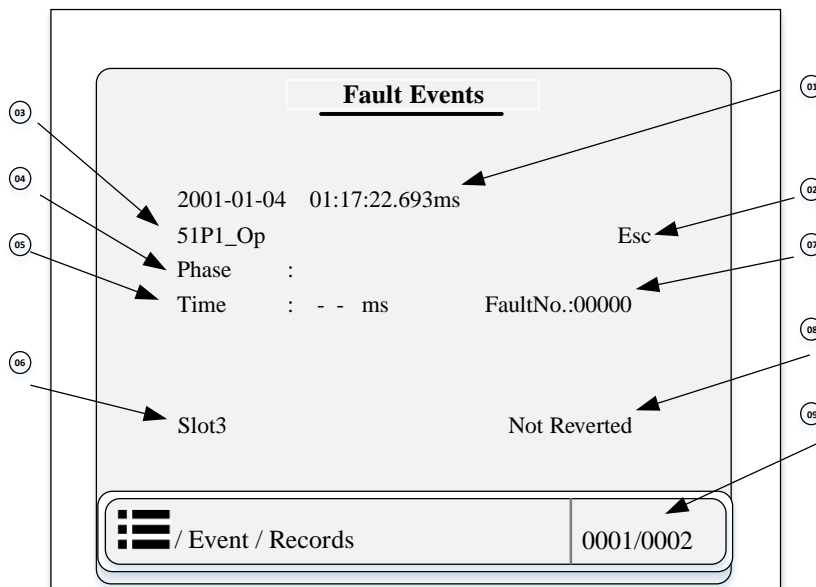 Fault Events
01
03
04
2001-01-04 01:17:22.693ms
02
51P1_Op
Esc
05
07
Phase :
Time : - - ms FaultNo.:00000
08
06
09
Slot3
Not Reverted
/ Event / Records
0001/0002